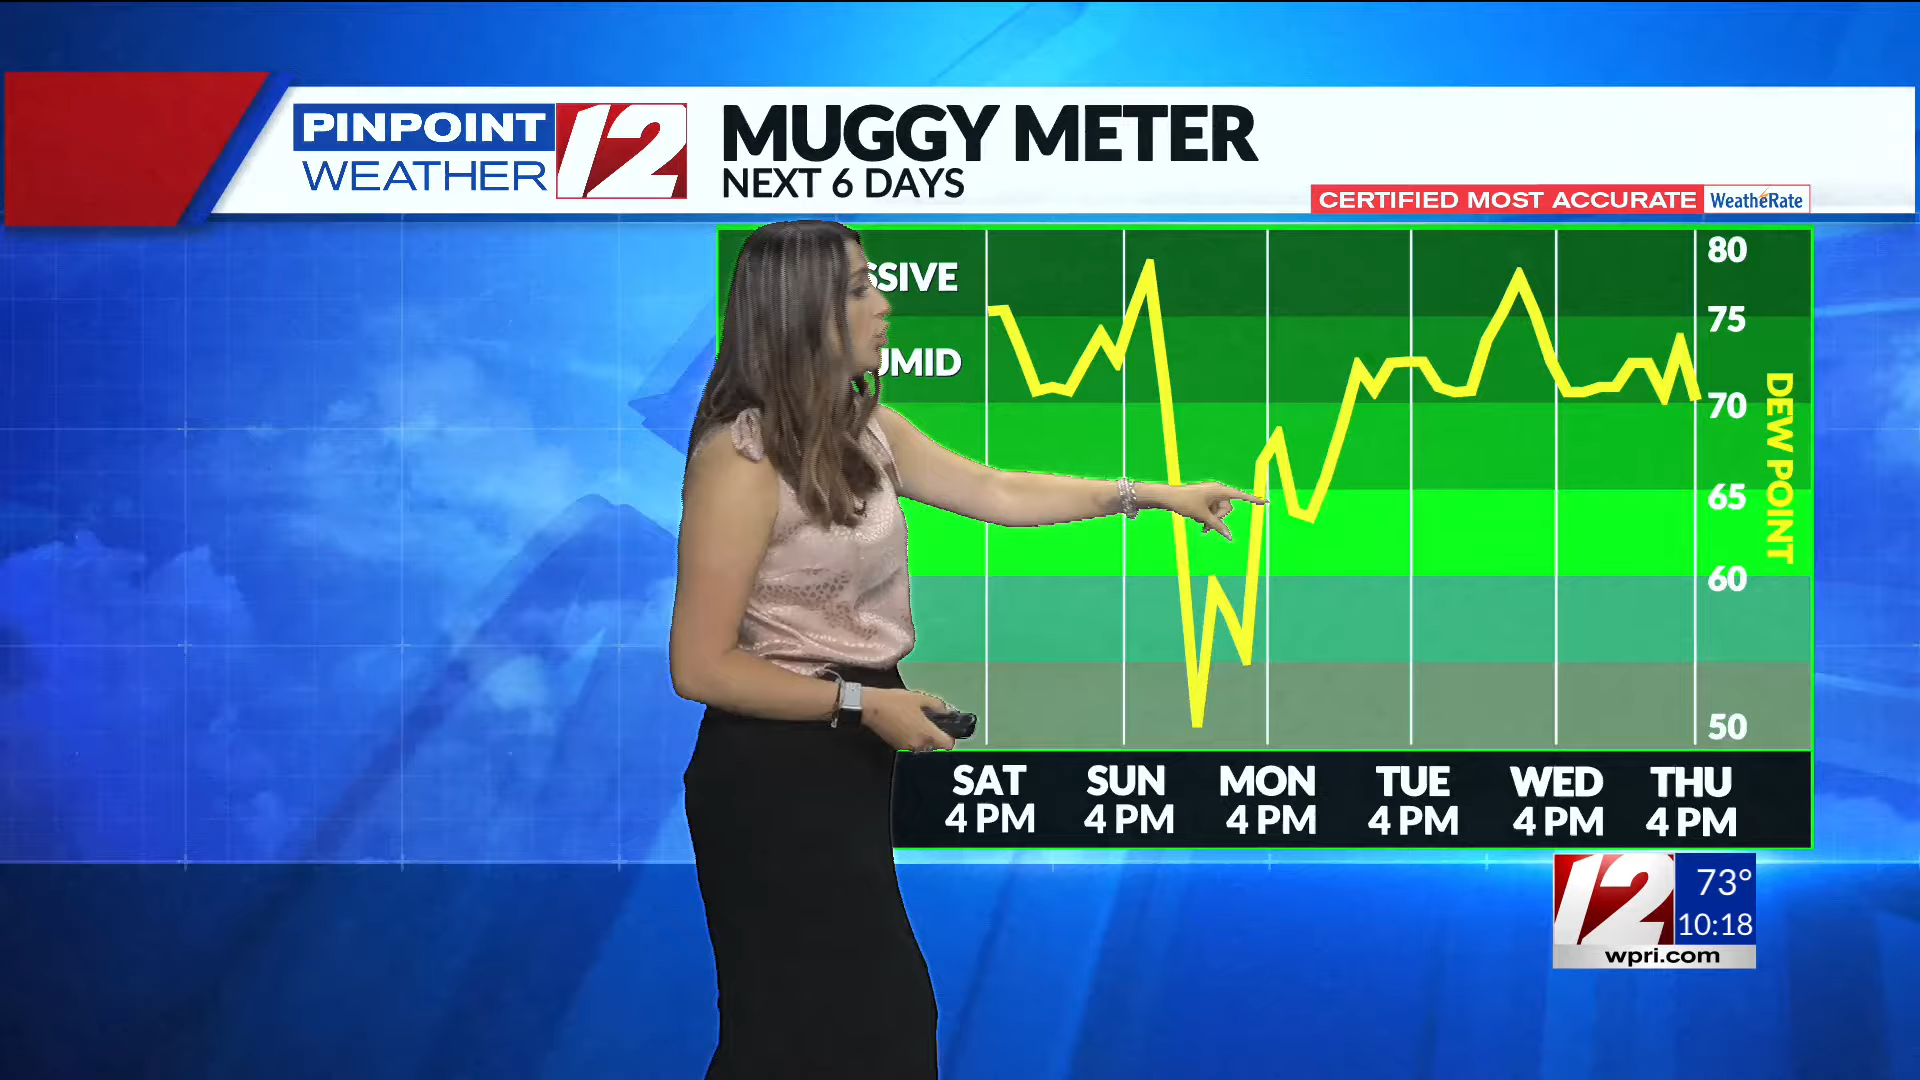 PINPOINT
WEATHER
12
MUGGY METER
NEXT 6 DAYS
CERTIFIED MOST ACCURATE WeatheRate
80
75
70
65
60
50
DEW POINT
SAT
4 PM
SUN
4 PM
MON
4 PM
TUE
4 PM
WED
4 PM
THU
4 PM
12
73°
10:18
wpri.com